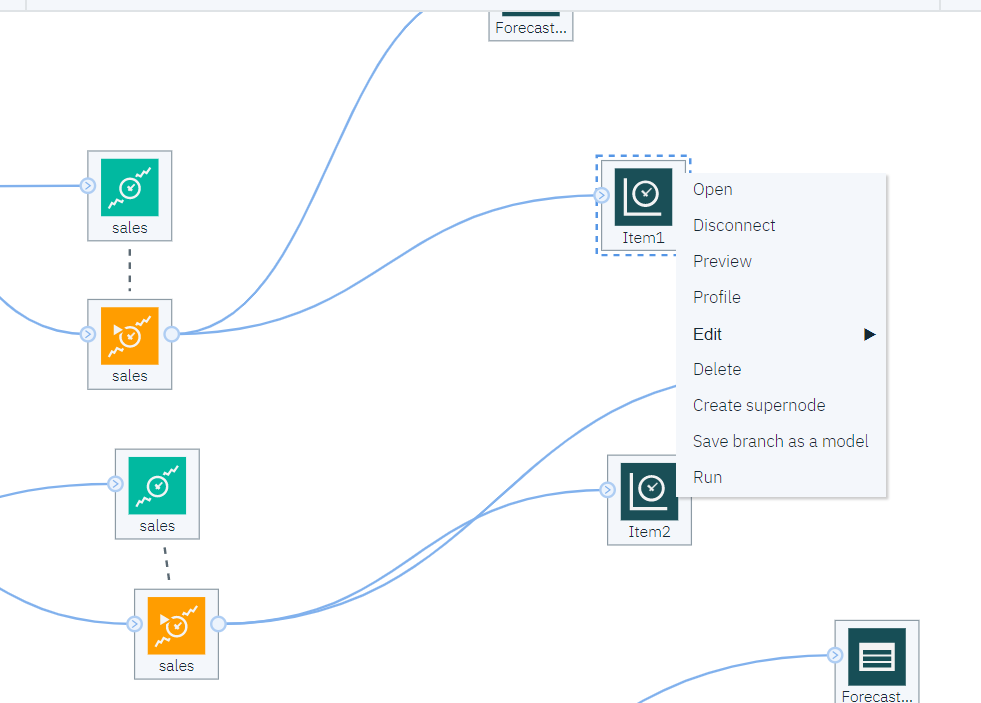 Forecast...
sales
Item1
Open
Disconnect
Preview
Profile
Edit
Delete
Create supernode
Save branch as a model
Run
sales
sales
Item2
sales
Forecast...